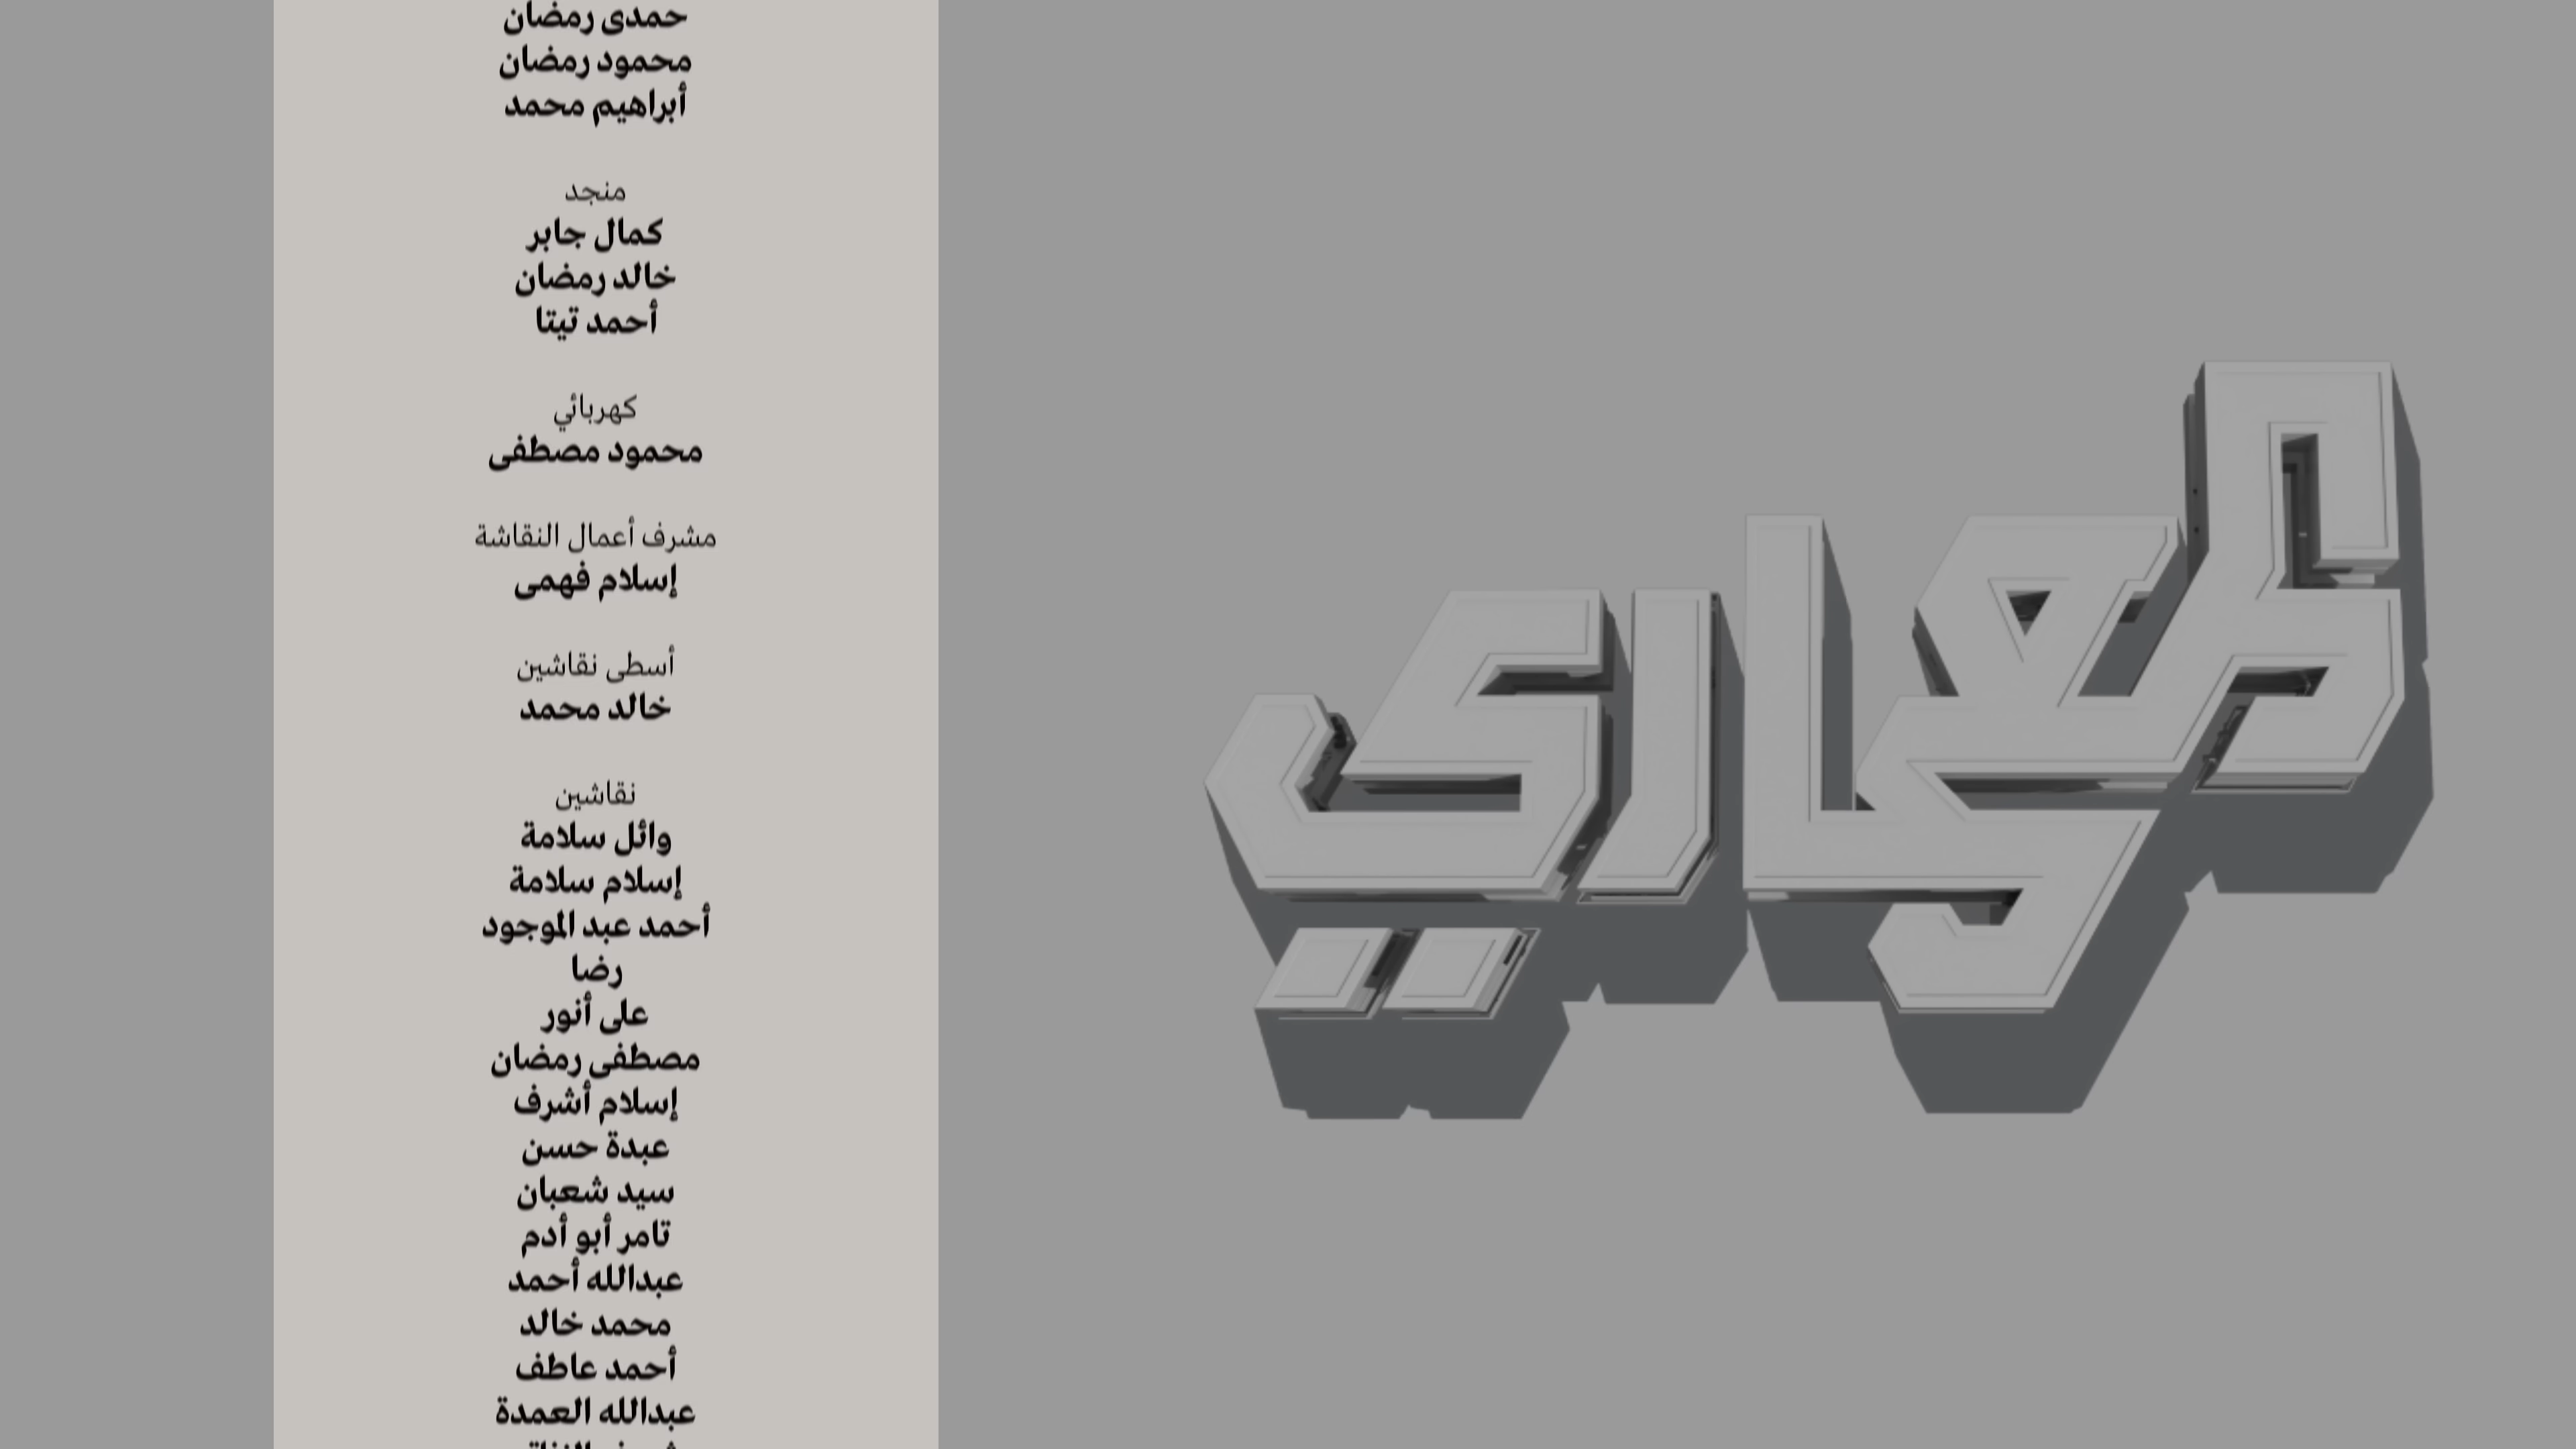 حمدى رمضان
محمود رمضان
أبراهيم محمد
منجد
كمال جابر
خالد رمضان
أحمد تيتا
كهربائي
محمود مصطفى
مشرف أعمال النقاشة
إسلام فهمى
أسطى نقاشين
خالد محمد
نقاشين
وائل سلامة
إسلام سلامة
أحمد عبد الموجود
رضا
على أنور
مصطفى رمضان
إسلام أشرف
عبدة حسن
سيد شعبان
تامر أبو أدم
عبدالله أحمد
محمد خالد
أحمد عاطف
عبدالله العمدة